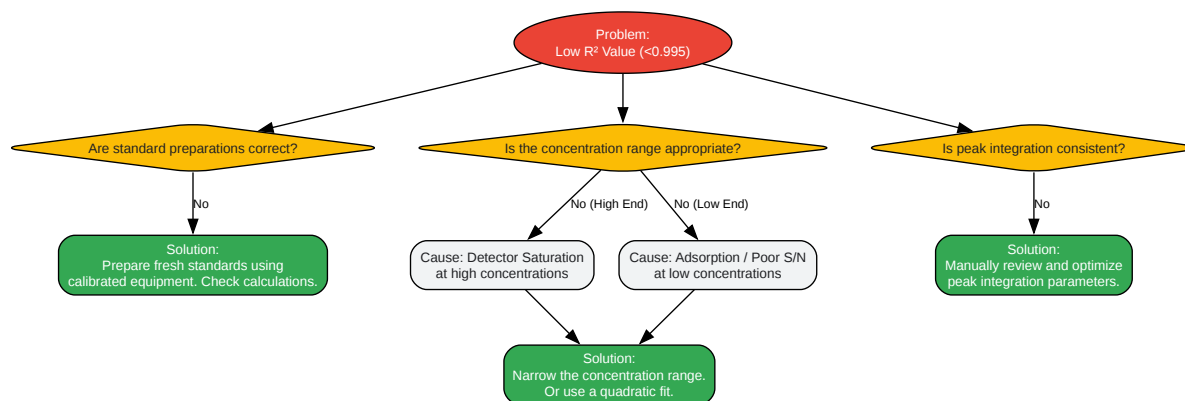 Problem:
Low R² Value (<0.995)
Are standard preparations correct?
Is the concentration range appropriate?
Is peak integration consistent?
No
No (High End)
No (Low End)
No
Solution:
Prepare fresh standards using
calibrated equipment. Check calculations.
Cause: Detector Saturation
at high concentrations
Cause: Adsorption / Poor S/N
at low concentrations
Solution:
Manually review and optimize
peak integration parameters.
Solution:
Narrow the concentration range.
Or use a quadratic fit.